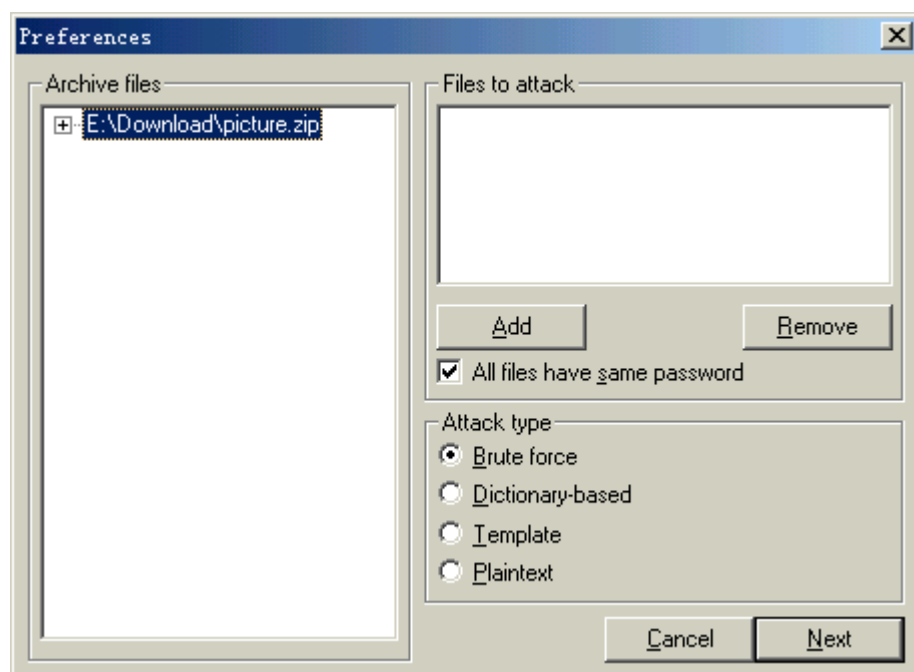 Preferences
Archive files
E:\Download\picture.zip
Files to attack
Add
Remove
All files have same password
Attack type
Brute force
Dictionary-based
Template
Plaintext
Cancel
Next